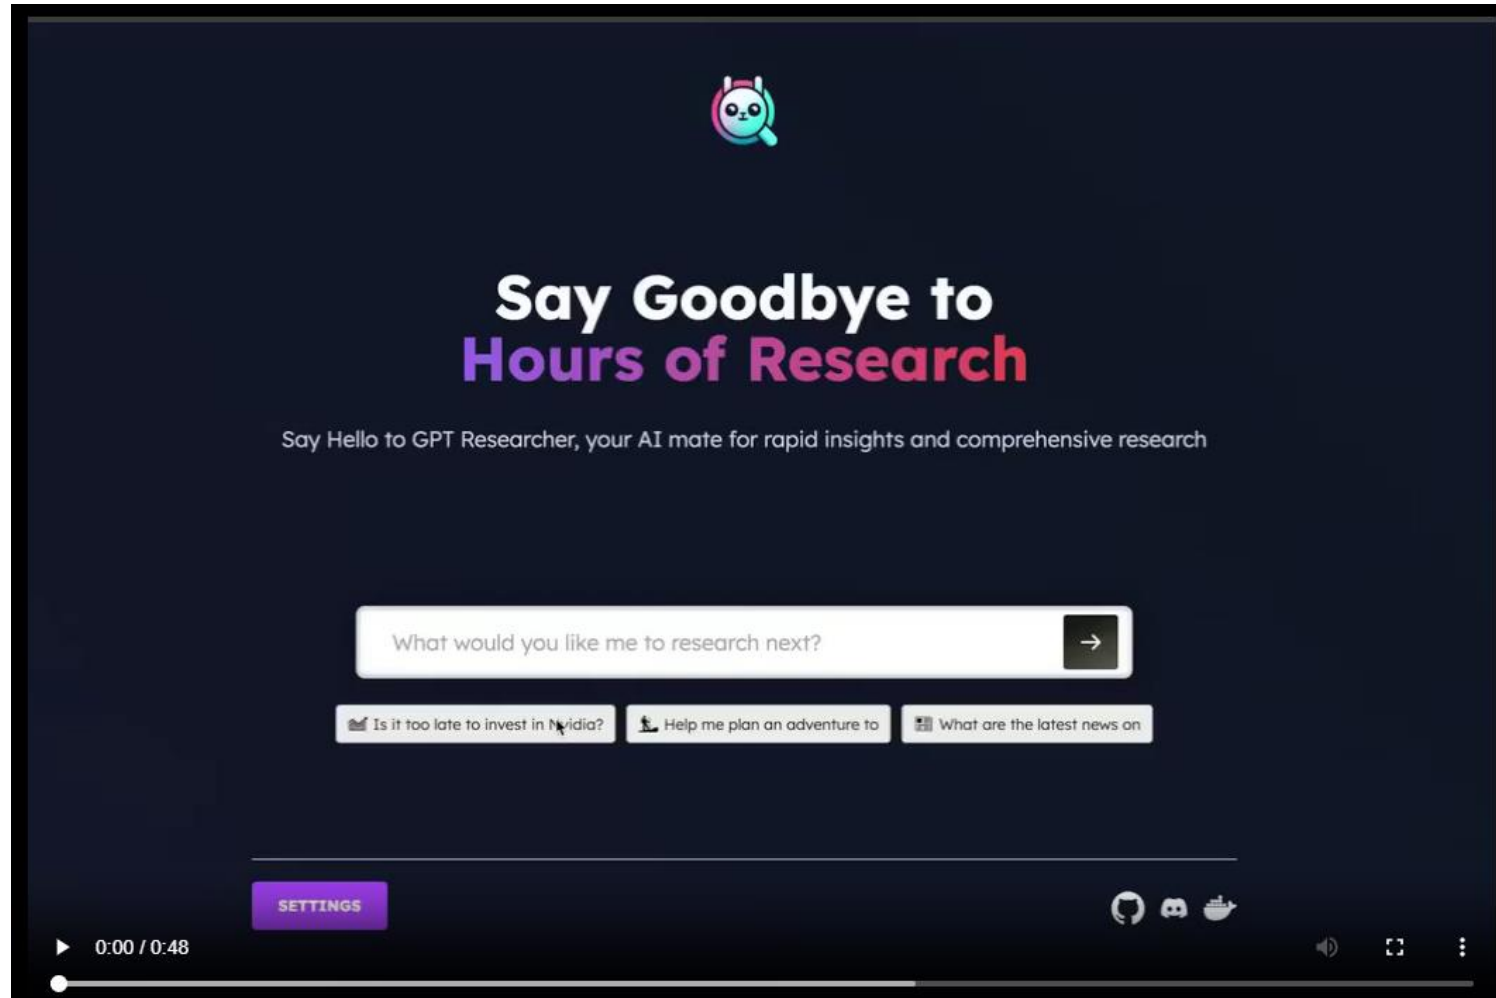 Say Goodbye to
Hours of Research
Say Hello to GPT Researcher, your AI mate for rapid insights and comprehensive research
What would you like me to research next?
Is it too late to invest in Nvidia?
Help me plan an adventure to
What are the latest news on
SETTINGS
0:00 / 0:48